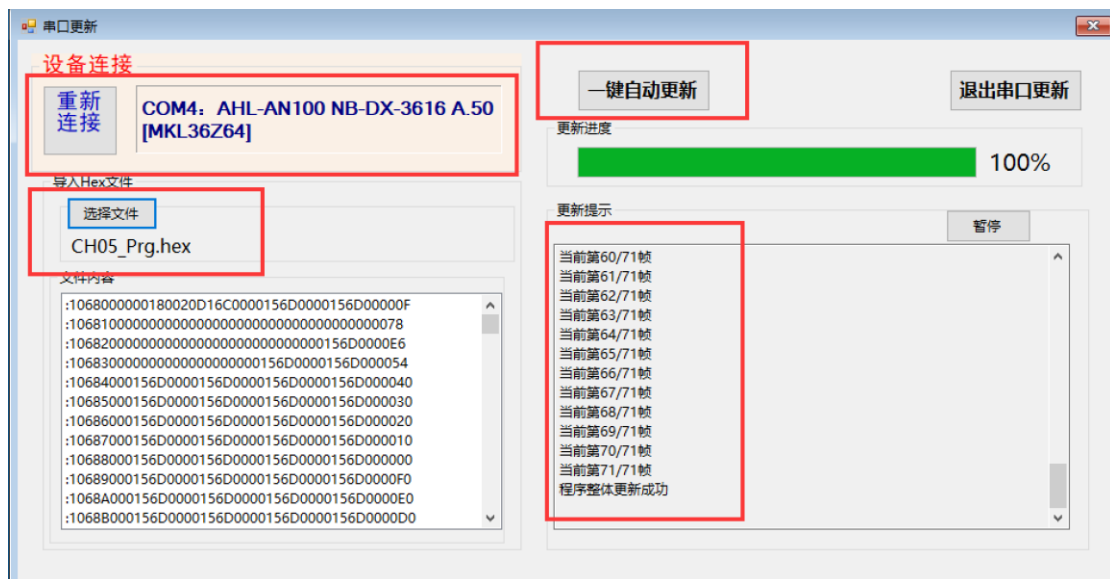 串口更新
设备连接
重新
连接
COM4：AHL-AN100 NB-DX-3616 A.50
[MKL36Z64]
导入Hex文件
选择文件
CH05_Prg.hex
文件内容
:1068000000180020D16C0000156D0000156D00000F
:106810000000000000000000000000000000000078
:10682000000000000000000000000000156D0000E6
:106830000000000000000000156D0000156D000054
:10684000156D0000156D0000156D0000156D000040
:10685000156D0000156D0000156D0000156D000030
:10686000156D0000156D0000156D0000156D000020
:10687000156D0000156D0000156D0000156D000010
:10688000156D0000156D0000156D0000156D000000
:10689000156D0000156D0000156D0000156D0000F0
:1068A000156D0000156D0000156D0000156D0000E0
:1068B000156D0000156D0000156D0000156D0000D0
一键自动更新
退出串口更新
更新进度
100%
更新提示
暂停
当前第60/71帧
当前第61/71帧
当前第62/71帧
当前第63/71帧
当前第64/71帧
当前第65/71帧
当前第66/71帧
当前第67/71帧
当前第68/71帧
当前第69/71帧
当前第70/71帧
当前第71/71帧
程序整体更新成功